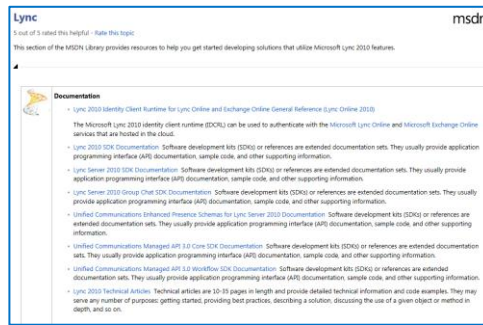 Lync
msdn
5 out of 5 rated this helpful - Rate this topic
This section of the MSDN Library provides resources to help you get started developing solutions that utilize Microsoft Lync 2010 features.
Documentation
• Lync 2010 Identity Client Runtime for Lync Online and Exchange Online General Reference (Lync Online 2010)
The Microsoft Lync 2010 identity client runtime (IDCRL) can be used to authenticate with the Microsoft Lync Online and Microsoft Exchange Online
services that are hosted in the cloud.
• Lync 2010 SDK Documentation Software development kits (SDKs) or references are extended documentation sets. They usually provide application
programming interface (API) documentation, sample code, and other supporting information.
• Lync Server 2010 SDK Documentation Software development kits (SDKs) or references are extended documentation sets. They usually provide
application programming interface (API) documentation, sample code, and other supporting information.
• Lync Server 2010 Group Chat SDK Documentation Software development kits (SDKs) or references are extended documentation sets. They usually
provide application programming interface (API) documentation, sample code, and other supporting information.
• Unified Communications Enhanced Presence Schemas for Lync Server 2010 Documentation Software development kits (SDKs) or references are
extended documentation sets. They usually provide application programming interface (API) documentation, sample code, and other supporting
information.
• Unified Communications Managed API 3.0 Core SDK Documentation Software development kits (SDKs) or references are extended documentation
sets. They usually provide application programming interface (API) documentation, sample code, and other supporting information.
• Unified Communications Managed API 3.0 Workflow SDK Documentation Software development kits (SDKs) or references are extended
documentation sets. They usually provide application programming interface (API) documentation, sample code, and other supporting information.
• Lync 2010 Technical Articles Technical articles are 10-35 pages in length and provide detailed technical information and code examples. They may
serve any number of purposes: getting started, providing best practices, describing a solution, discussing the use of a given object or method in
depth, and so on.